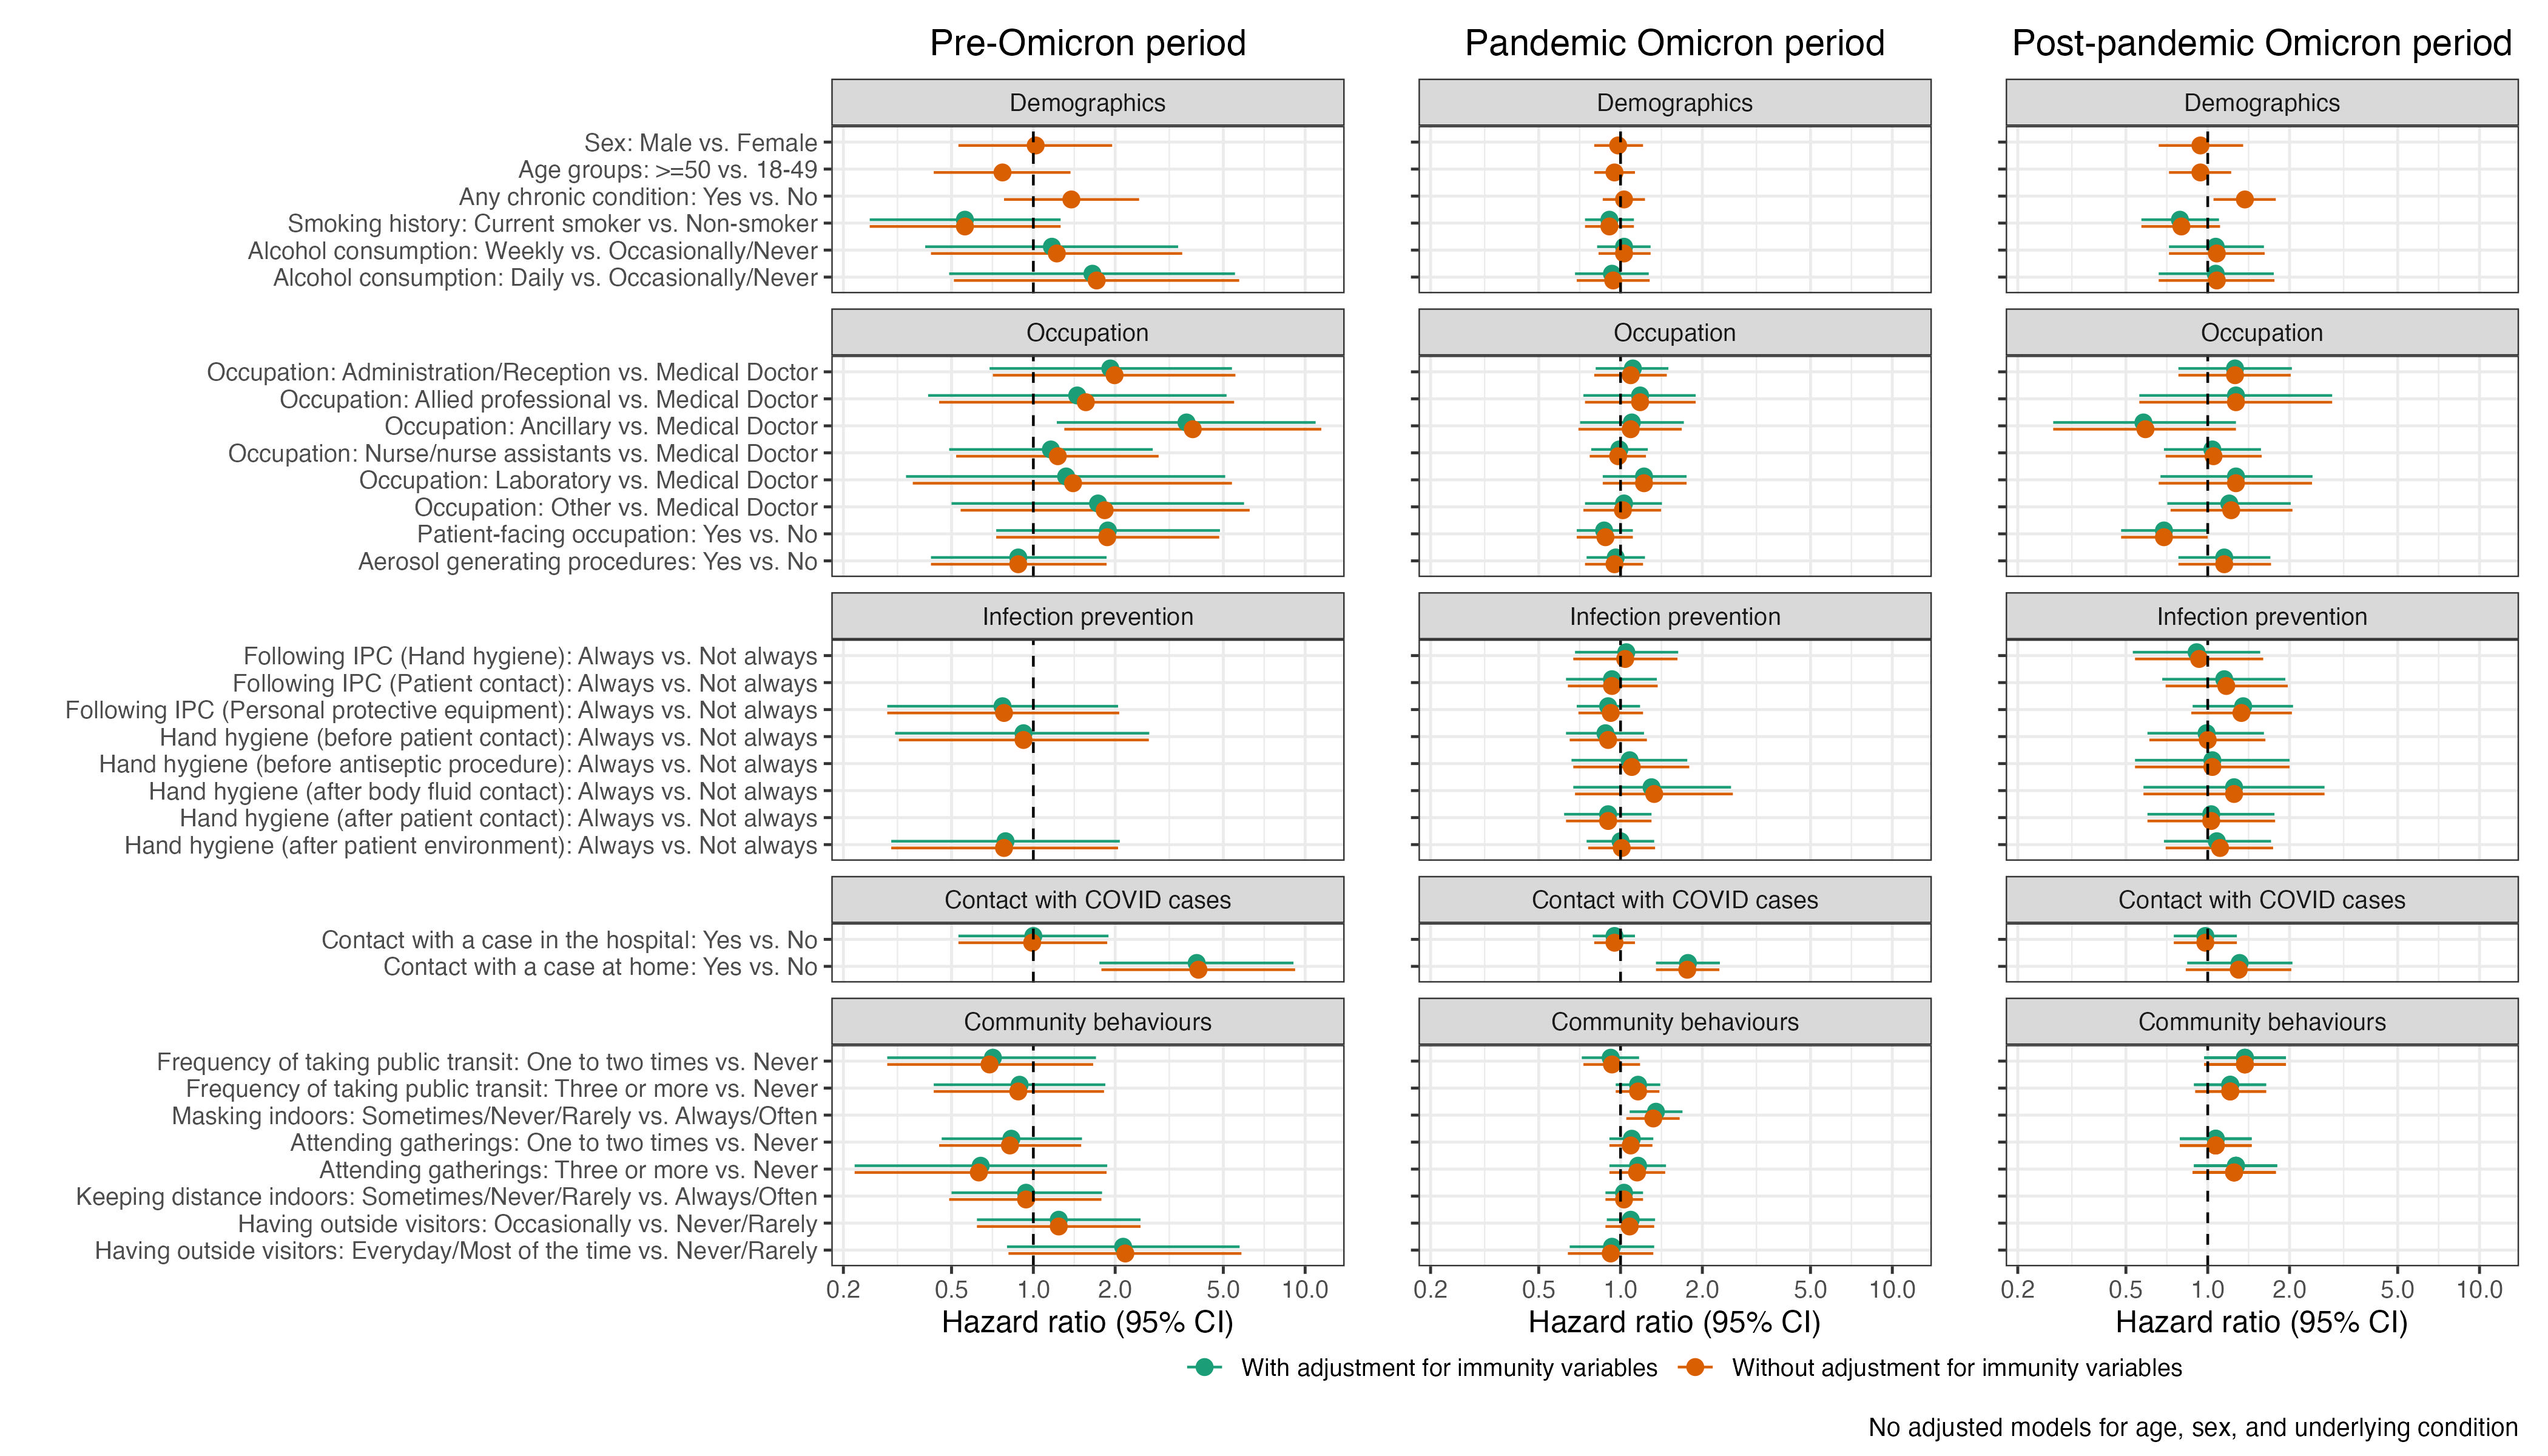 Pre-Omicron period
Pandemic Omicron period
Post-pandemic Omicron period
Demographics
Demographics
Demographics
Sex: Male vs. Female
Age groups: >=50 vs. 18-49
Any chronic condition: Yes vs. No
Smoking history: Current smoker vs. Non-smoker
Alcohol consumption: Weekly vs. Occasionally/Never
Alcohol consumption: Daily vs. Occasionally/Never
Occupation
Occupation
Occupation
Occupation: Administration/Reception vs. Medical Doctor
Occupation: Allied professional vs. Medical Doctor
Occupation: Ancillary vs. Medical Doctor
Occupation: Nurse/nurse assistants vs. Medical Doctor
Occupation: Laboratory vs. Medical Doctor
Occupation: Other vs. Medical Doctor
Patient-facing occupation: Yes vs. No
Aerosol generating procedures: Yes vs. No
Infection prevention
Infection prevention
Infection prevention
Following IPC (Hand hygiene): Always vs. Not always
Following IPC (Patient contact): Always vs. Not always
Following IPC (Personal protective equipment): Always vs. Not always
Hand hygiene (before patient contact): Always vs. Not always
Hand hygiene (before antiseptic procedure): Always vs. Not always
Hand hygiene (after body fluid contact): Always vs. Not always
Hand hygiene (after patient contact): Always vs. Not always
Hand hygiene (after patient environment): Always vs. Not always
Contact with COVID cases
Contact with COVID cases
Contact with COVID cases
Contact with a case in the hospital: Yes vs. No
Contact with a case at home: Yes vs. No
Community behaviours
Community behaviours
Community behaviours
Frequency of taking public transit: One to two times vs. Never
Frequency of taking public transit: Three or more vs. Never
Masking indoors: Sometimes/Never/Rarely vs. Always/Often
Attending gatherings: One to two times vs. Never
Attending gatherings: Three or more vs. Never
Keeping distance indoors: Sometimes/Never/Rarely vs. Always/Often
Having outside visitors: Occasionally vs. Never/Rarely
Having outside visitors: Everyday/Most of the time vs. Never/Rarely
0.2 0.5 1.0 2.0 5.0 10.0
0.2 0.5 1.0 2.0 5.0 10.0
0.2 0.5 1.0 2.0 5.0 10.0
Hazard ratio (95% CI)
Hazard ratio (95% CI)
Hazard ratio (95% CI)
With adjustment for immunity variables
Without adjustment for immunity variables
No adjusted models for age, sex, and underlying condition